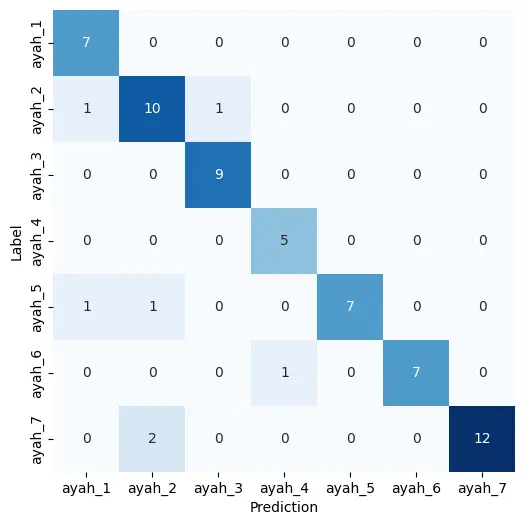 ayah_1 7 0 0 0 0 0 0
ayah_2 1 10 1 0 0 0 0
ayah_3 0 0 9 0 0 0 0
Label
ayah_4 0 0 0 5 0 0 0
ayah_5 1 1 0 0 7 0 0
ayah_6 0 0 0 1 0 7 0
ayah_7 0 2 0 0 0 0 12
ayah_1 ayah_2 ayah_3 ayah_4 ayah_5 ayah_6 ayah_7
Prediction